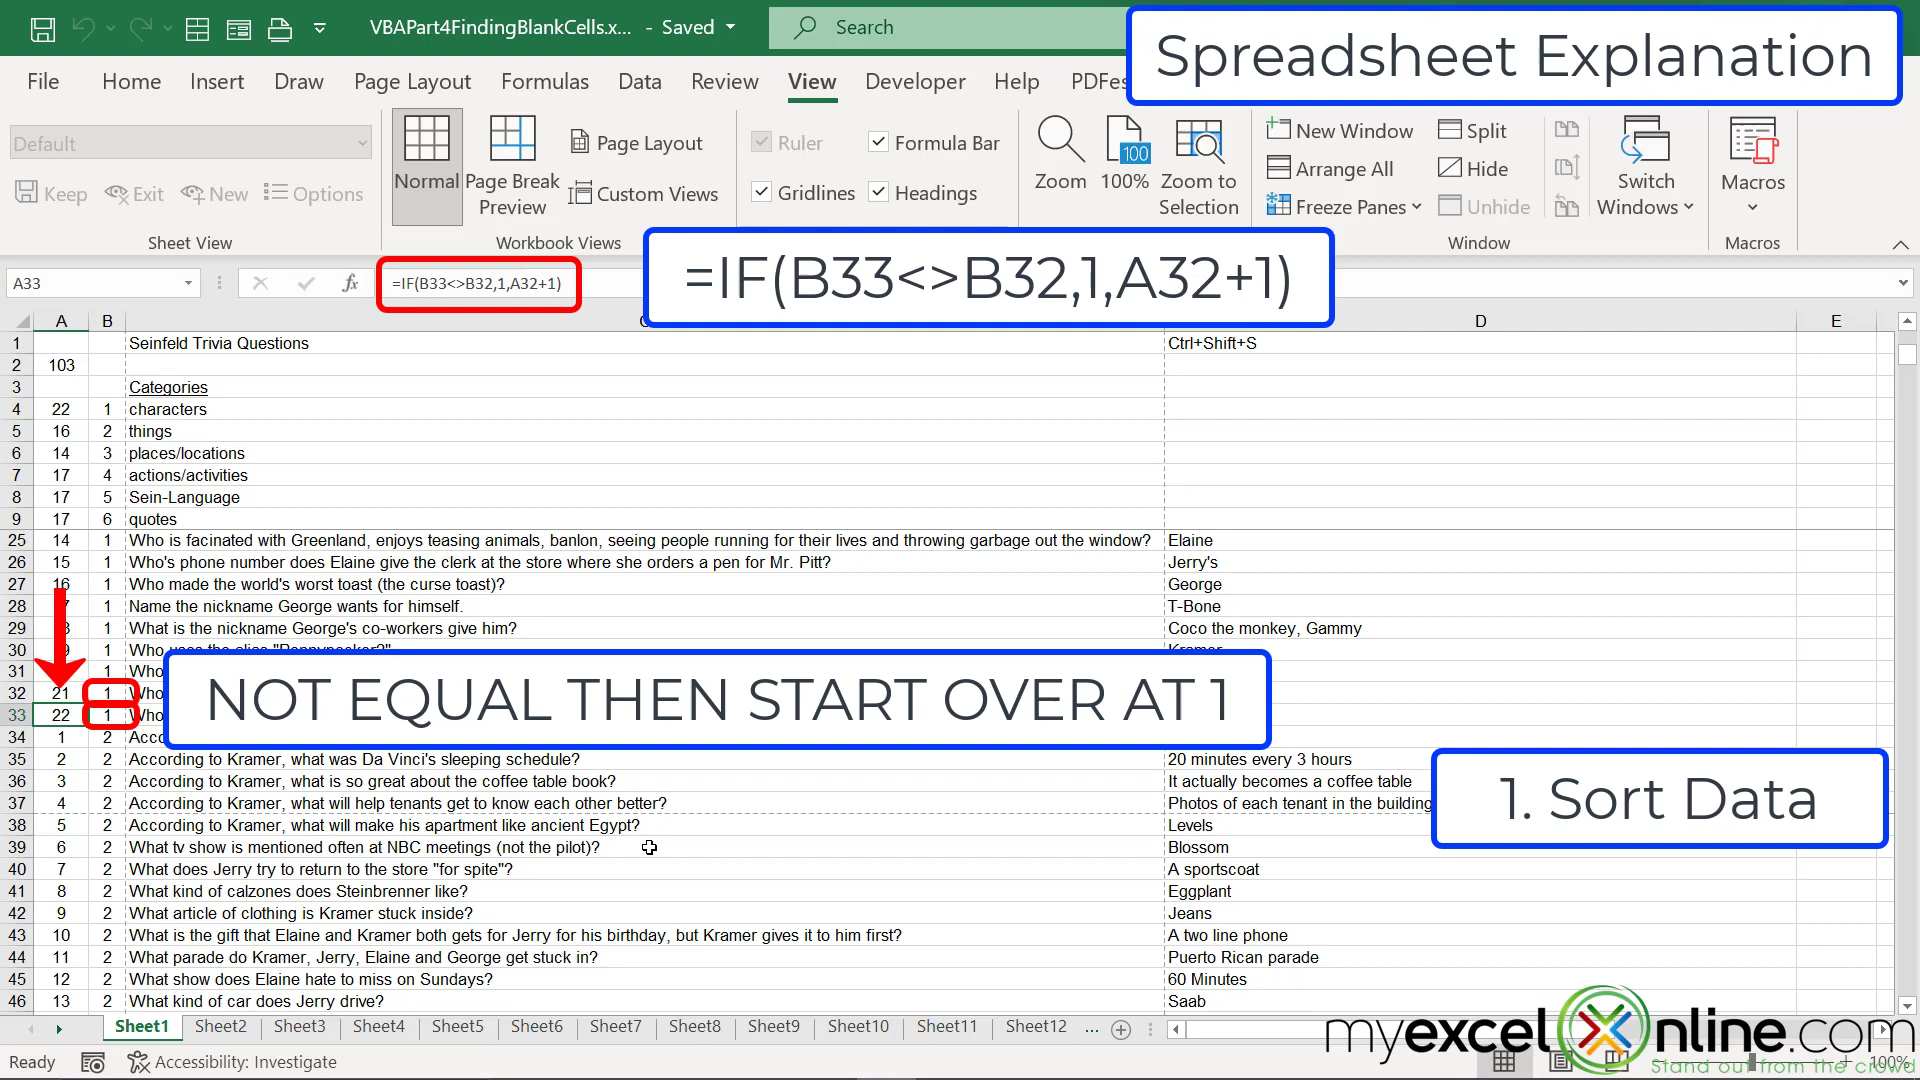 VBAPart4FindingBlankCells.x... - Saved
Search
Spreadsheet Explanation
File Home Insert Draw Page Layout Formulas Data Review View Developer Help PDFes
Default
Keep Exit New Options
Sheet View
Normal
Page Break Preview
Page Layout
Custom Views
Workbook Views
Ruler
Formula Bar
Gridlines
Headings
Zoom
100
100%
Zoom to Selection
New Window
Arrange All
Freeze Panes
Split
Hide
Unhide
Window
Switch Windows
Macros
Macros
A33
fx
=IF(B33<>B32,1,A32+1)
=IF(B33<>B32,1,A32+1)
A B D E
1 Seinfeld Trivia Questions Ctrl+Shift+S
2 103
3 Categories
4 22 1 characters
5 16 2 things
6 14 3 places/locations
7 17 4 actions/activities
8 17 5 Sein-Language
9 17 6 quotes
25 14 1 Who is facinated with Greenland, enjoys teasing animals, banlon, seeing people running for their lives and throwing garbage out the window? Elaine
26 15 1 Who's phone number does Elaine give the clerk at the store where she orders a pen for Mr. Pitt? Jerry's
27 16 1 Who made the world's worst toast (the curse toast)? George
28 1 Name the nickname George wants for himself. T-Bone
29 1 What is the nickname George's co-workers give him? Coco the monkey, Gammy
30 1 Who uses the alias "Pennypacker?" Kramer
31 1 Who
32 21 1 Who
33 22 1 Who
NOT EQUAL THEN START OVER AT 1
34 1 2 Acco
35 2 2 According to Kramer, what was Da Vinci's sleeping schedule? 20 minutes every 3 hours
36 3 2 According to Kramer, what is so great about the coffee table book? It actually becomes a coffee table
37 4 2 According to Kramer, what will help tenants get to know each other better? Photos of each tenant in the building
1. Sort Data
38 5 2 According to Kramer, what will make his apartment like ancient Egypt? Levels
39 6 2 What tv show is mentioned often at NBC meetings (not the pilot)? Blossom
40 7 2 What does Jerry try to return to the store "for spite"? A sportscoat
41 8 2 What kind of calzones does Steinbrenner like? Eggplant
42 9 2 What article of clothing is Kramer stuck inside? Jeans
43 10 2 What is the gift that Elaine and Kramer both gets for Jerry for his birthday, but Kramer gives it to him first? A two line phone
44 11 2 What parade do Kramer, Jerry, Elaine and George get stuck in? Puerto Rican parade
45 12 2 What show does Elaine hate to miss on Sundays? 60 Minutes
46 13 2 What kind of car does Jerry drive? Saab
Sheet1 Sheet2 Sheet3 Sheet4 Sheet5 Sheet6 Sheet7 Sheet8 Sheet9 Sheet10 Sheet11 Sheet12 ...
myexcelonline.com
Stand out from the crowd
Ready Accessibility: Investigate 100%